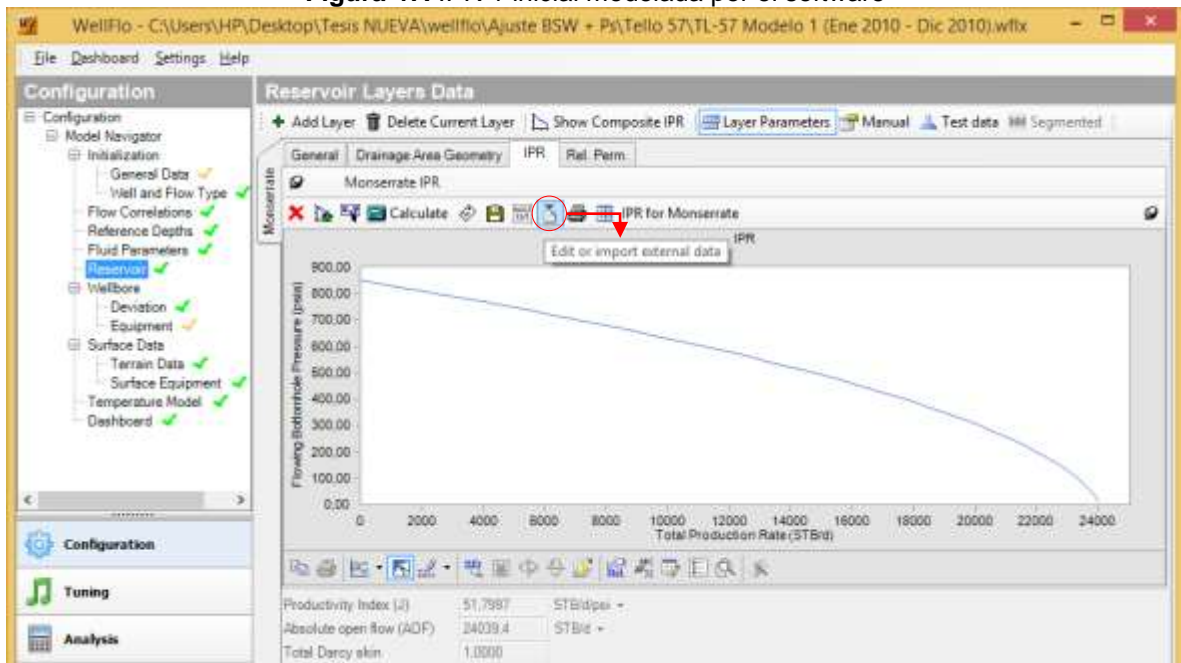 WellFlo - C:\Users\HP\Desktop\Tesis NUEVA\wellflo\Ajuste BSW + Ps\Tello 57\TL-57 Modelo 1 (Ene 2010 - Dic 2010).wflx
File Dashboard Settings Help
Configuration
Configuration
Model Navigator
Initialization
General Data
Well and Flow Type
Flow Correlations
Reference Depths
Fluid Parameters
Reservoir
Wellbore
Deviation
Equipment
Surface Data
Terrain Data
Surface Equipment
Temperature Model
Dashboard
Configuration
Tuning
Analysis
Reservoir Layers Data
Add Layer Delete Current Layer Show Composite IPR Layer Parameters Manual Test data Segmented
General Drainage Area Geometry IPR Rel. Perm.
Monserrate
Monserrate IPR
Calculate IPR for Monserrate
Edit or import external data
IPR
Flowing Bottomhole Pressure (psia)
900.00
800.00
700.00
600.00
500.00
400.00
300.00
200.00
100.00
0.00
0 2000 4000 6000 8000 10000 12000 14000 16000 18000 20000 22000 24000
Total Production Rate (STB/d)
Productivity Index (J) 51.7987 STB/d/psi
Absolute open flow (AOF) 24039.4 STB/d
Total Darcy skin 1.0000